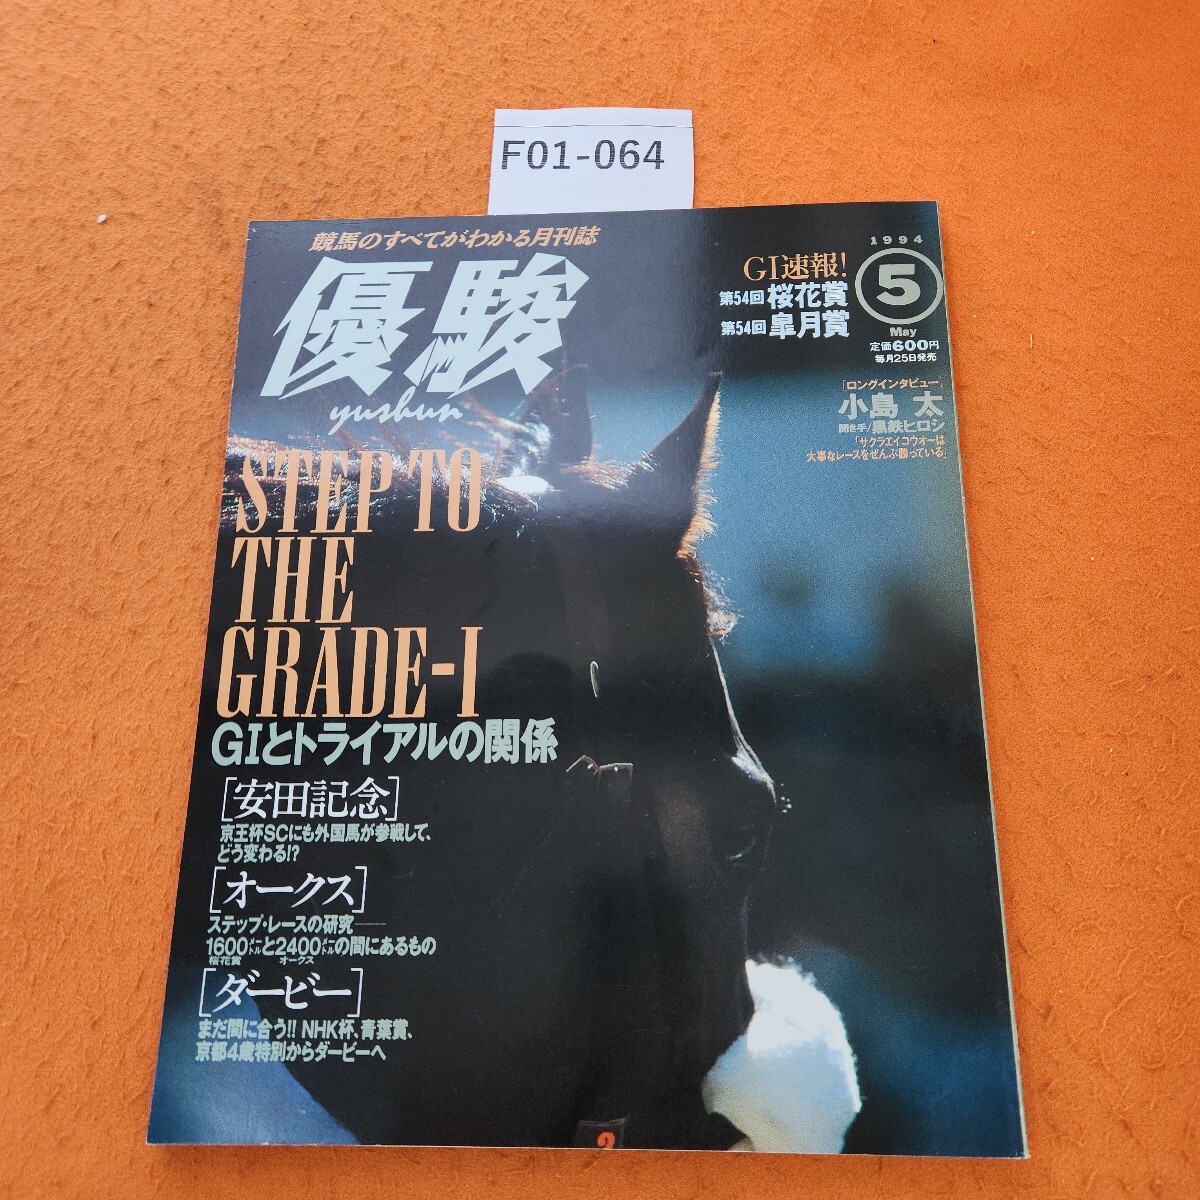 F01-064
競馬のすべてがわかる月刊誌
優駿
yushun
1994
5
May
定価600円
毎月25日発売
GI速報!
第54回桜花賞
第54回皐月賞
「ロングインタビュー」
小島 太
聞き手/黒鉄ヒロシ
「サクラエイコウオーは
大事なレースをぜんぶ勝っている」
STEP TO
THE
GRADE-I
GIとトライアルの関係
[安田記念]
京王杯SCにも外国馬が参戦して、
どう変わる!?
[オークス]
ステップ・レースの研究——
1600メートルと2400メートルの間にあるもの
桜花賞 オークス
[ダービー]
まだ間に合う!! NHK杯、青葉賞、
京都4歳特別からダービーへ
2